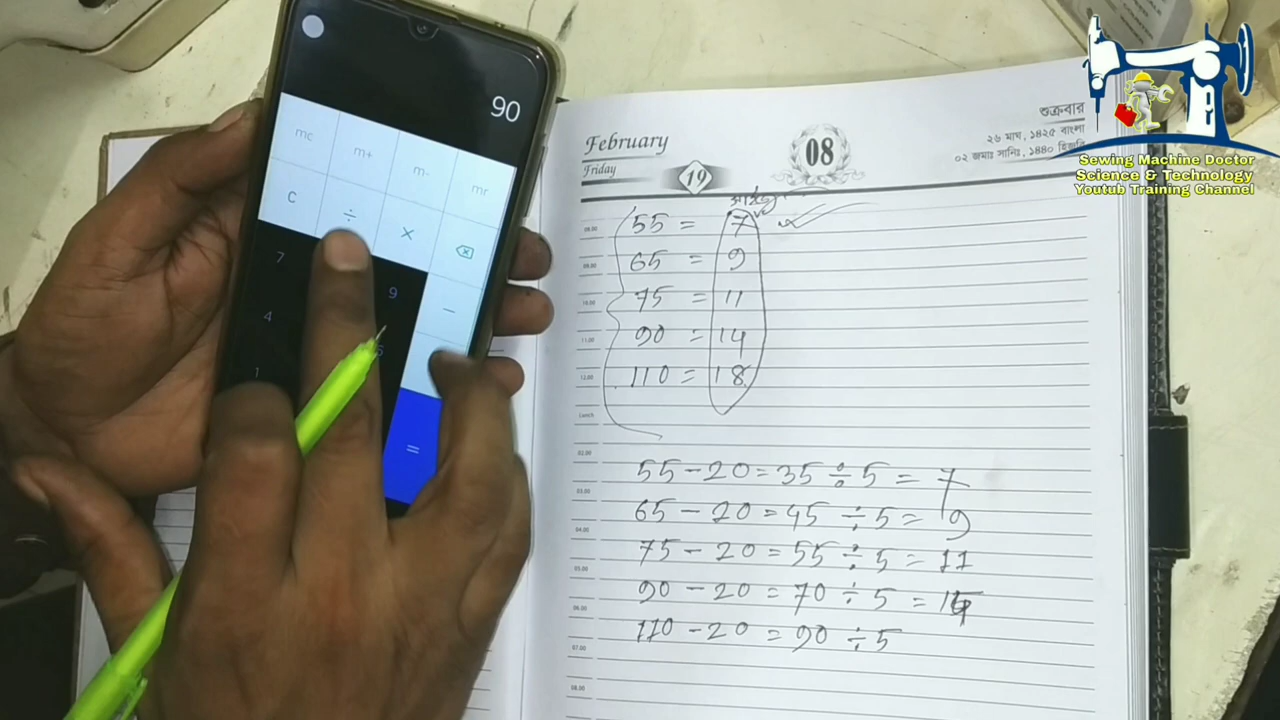 90
mc m+ m- mr
C ÷ ×
7 9
4 −
1
=
February
Friday
19
08
শুক্রবার
২৬ মাঘ, ১৪২৫ বাংলা
০২ জমাঃ সানিঃ, ১৪৪০ হিজরি
Sewing Machine Doctor
Science & Technology
Youtub Training Channel
55 = 7
65 = 9
75 = 11
90 = 14
110 = 18
55-20=35÷5 = 7
65-20=45÷5= 9
75-20=55÷5=11
90-20=70÷5=14
110-20=90÷5